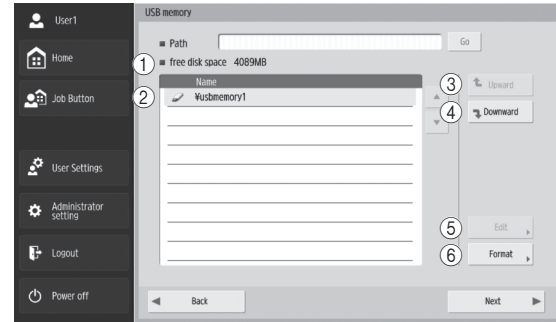 User1
USB memory
Path
Go
Home
① free disk space 4089MB
Name
③ Upward
Job Button
② ¥usbmemory1
④ Downward
User Settings
Administrator
setting
⑤ Edit
Logout
⑥ Format
Power off
Back
Next